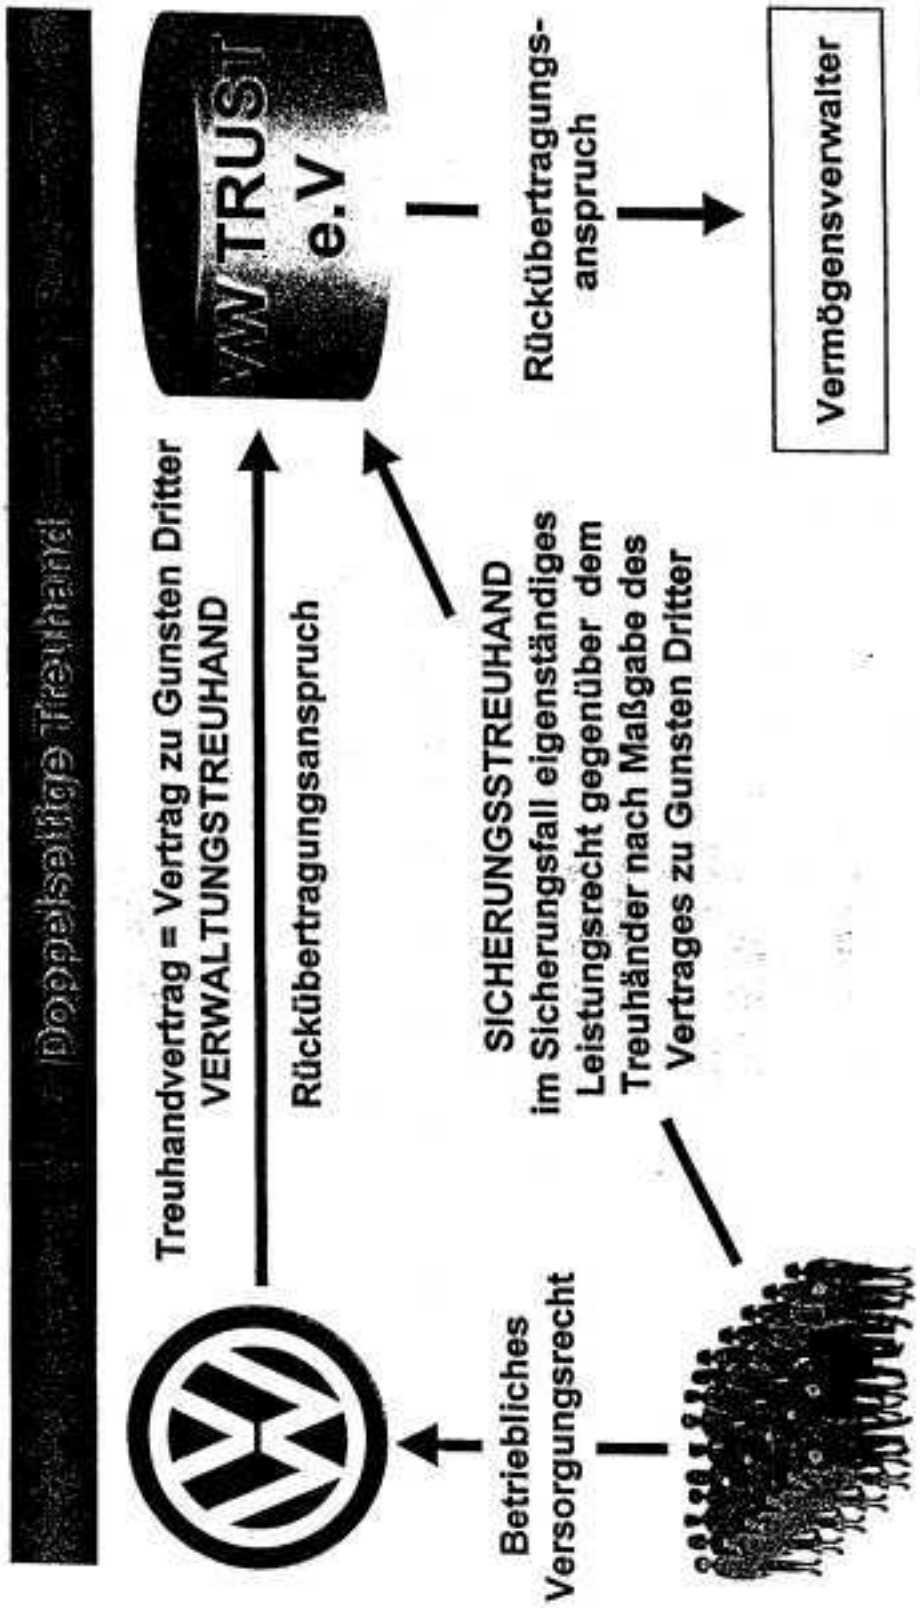 Doppelseitige Treuhand
Treuhandvertrag = Vertrag zu Gunsten Dritter
VERWALTUNGSTREUHAND
Rückübertragungsanspruch
VW TRUST
e.V
Betriebliches
Versorgungsrecht
SICHERUNGSSTREUHAND
im Sicherungsfall eigenständiges
Leistungsrecht gegenüber dem
Treuhänder nach Maßgabe des
Vertrages zu Gunsten Dritter
Rückübertragungs-
anspruch
Vermögensverwalter